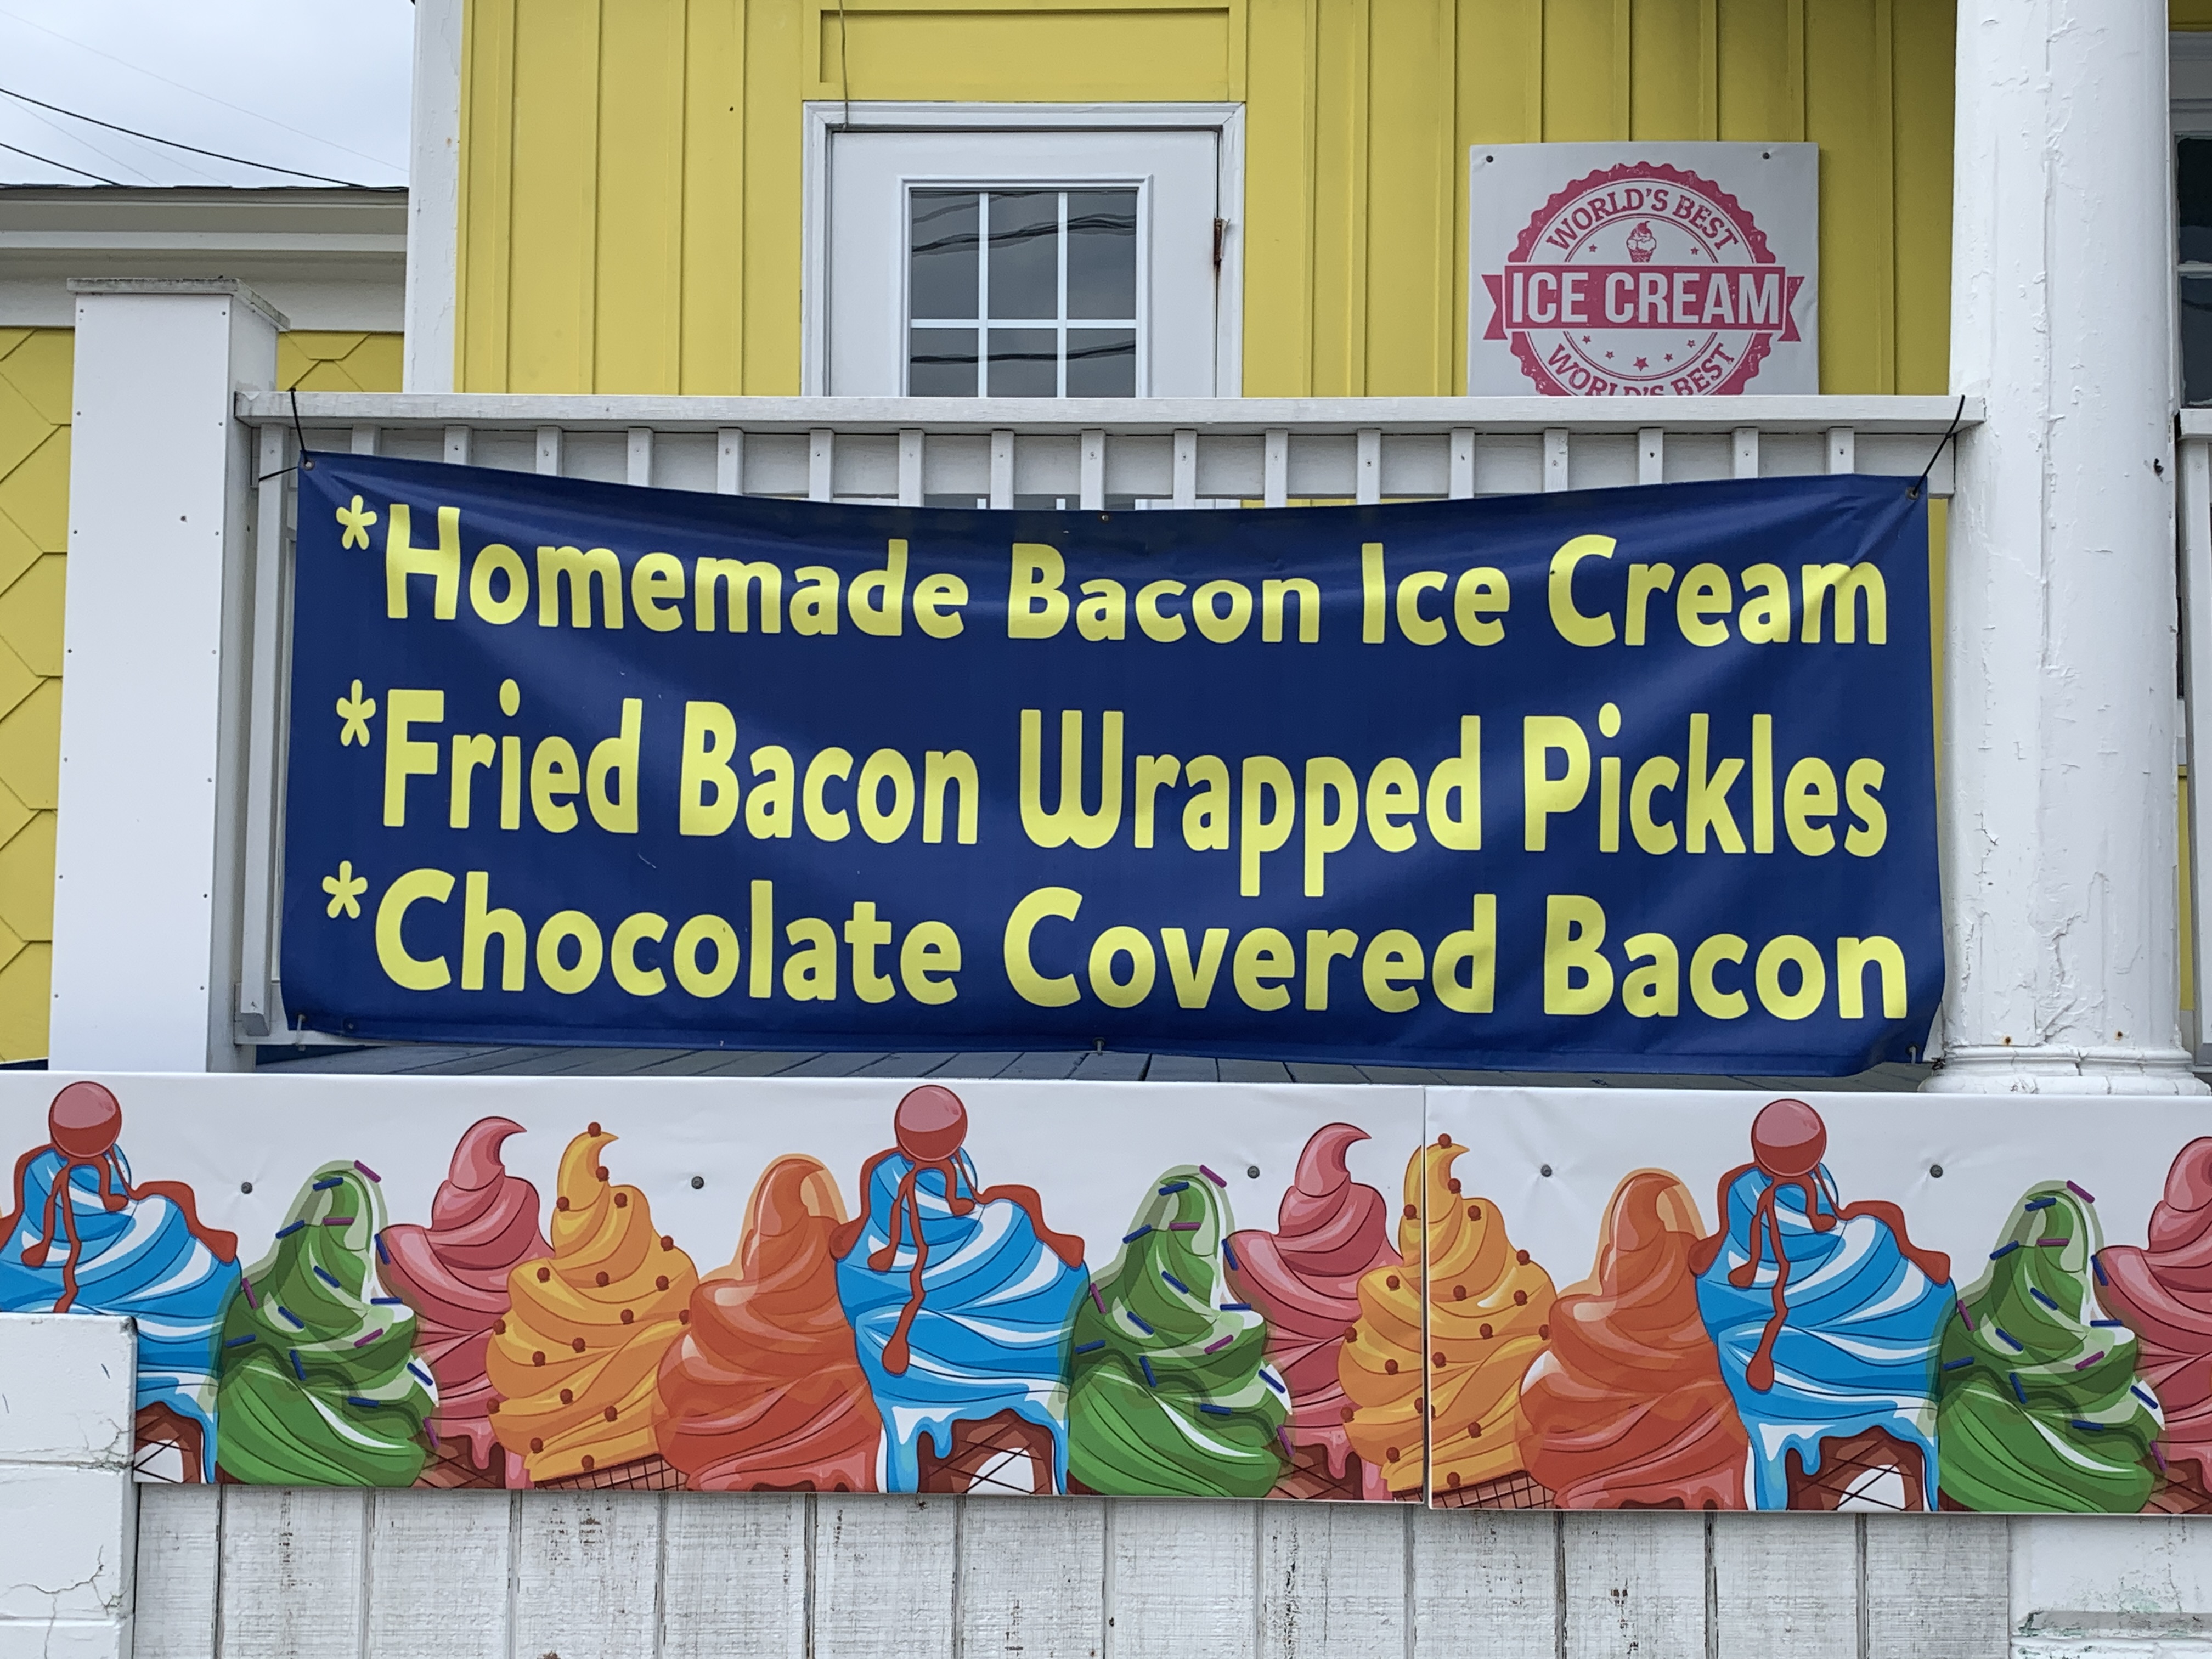 WORLD'S BEST
ICE CREAM
WORLD'S BEST
*Homemade Bacon Ice Cream
*Fried Bacon Wrapped Pickles
*Chocolate Covered Bacon